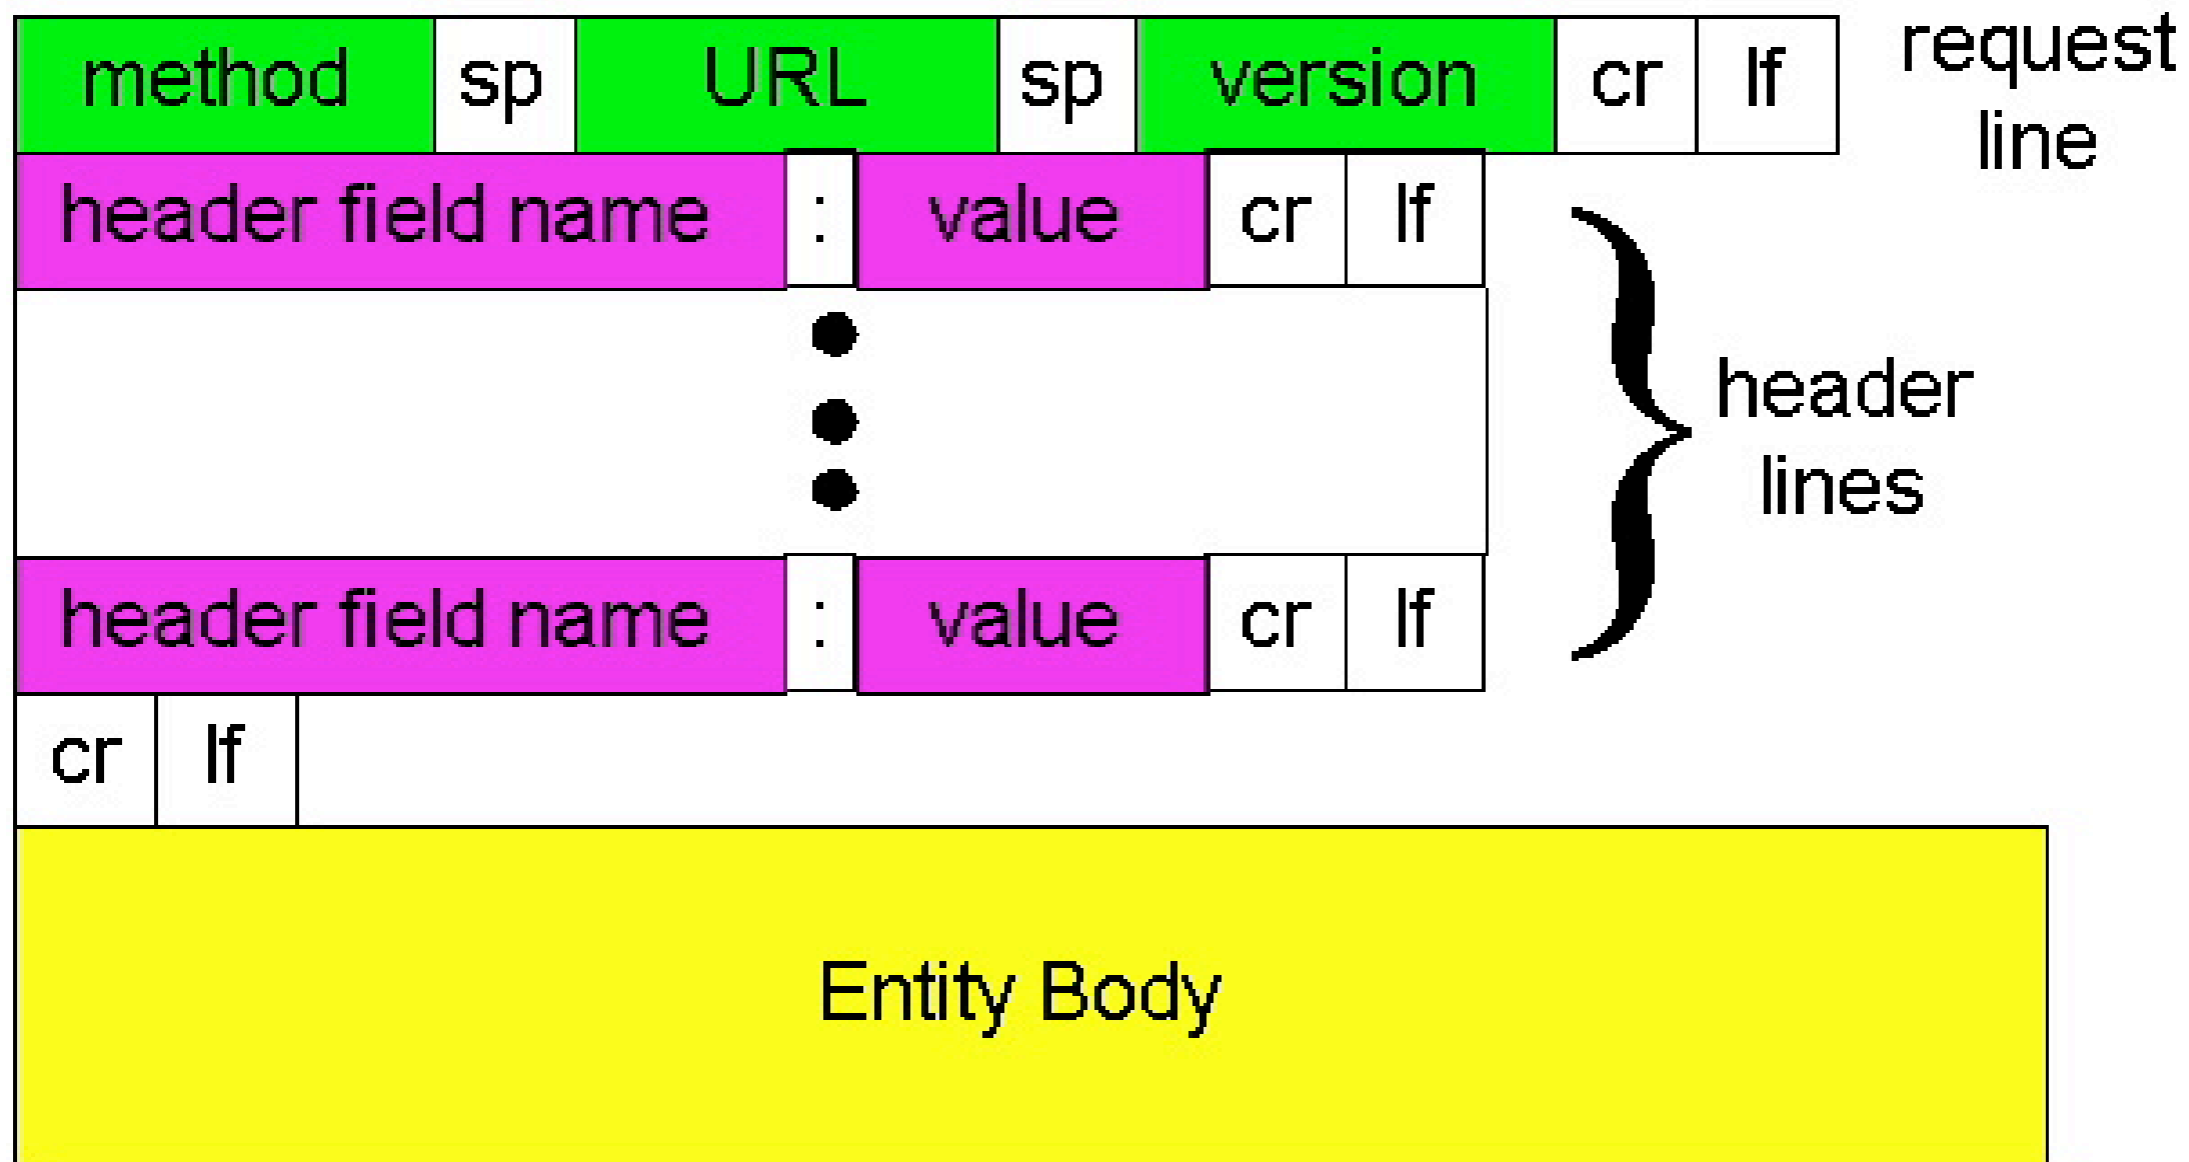 method sp URL sp version cr lf request
line
header field name : value cr lf
header
lines
header field name : value cr lf
cr lf
Entity Body